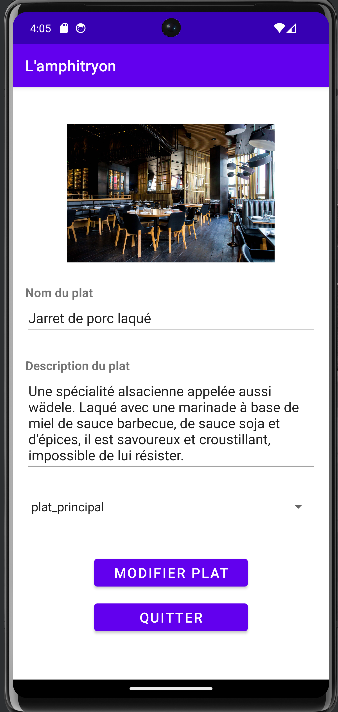 4:05
L'amphitryon
Nom du plat
Jarret de porc laqué
Description du plat
Une spécialité alsacienne appelée aussi
wädele. Laqué avec une marinade à base de
miel de sauce barbecue, de sauce soja et
d'épices, il est savoureux et croustillant,
impossible de lui résister.
plat_principal
MODIFIER PLAT
QUITTER